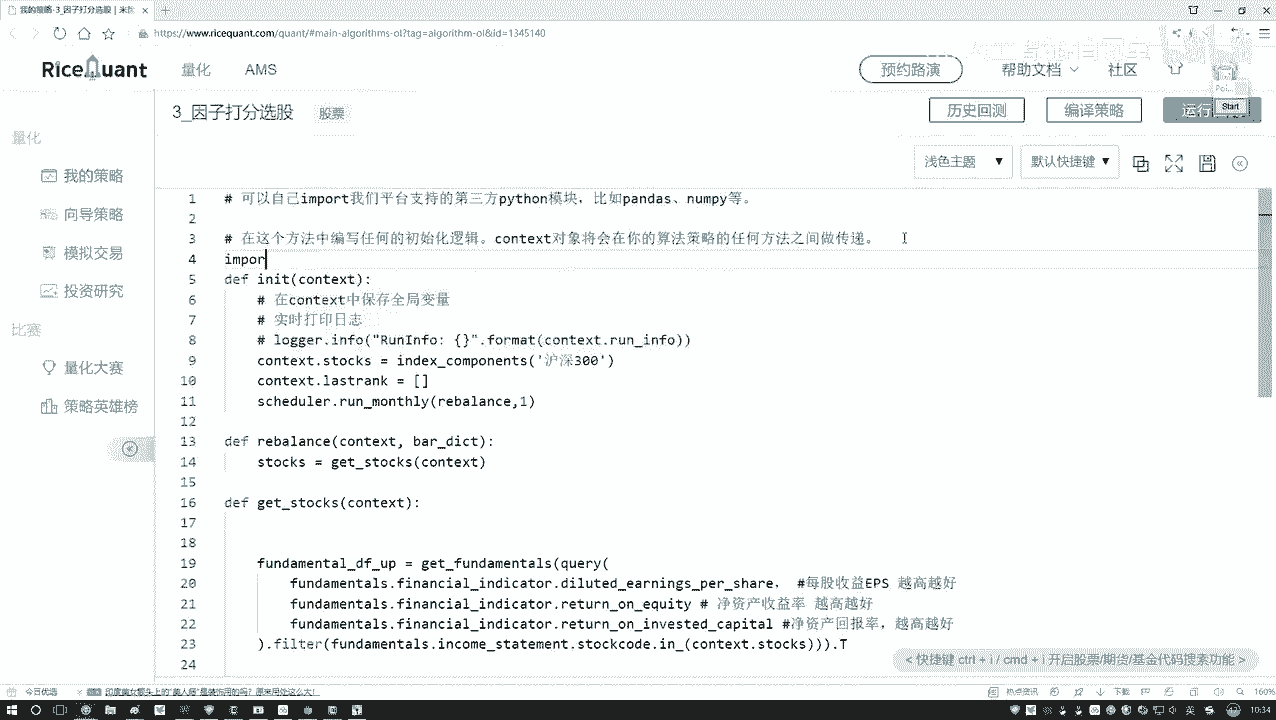 我的策略-3_因子打分选股 | 米
https://www.ricequant.com/quant/#main-algorithms-ol?tag=algorithm-ol&id=1345140
RiceQuant 量化 AMS 预约路演 帮助文档 社区
3_因子打分选股 股票 历史回测 编译策略 运行
Start
量化
浅色主题 默认快捷键
我的策略
向导策略
模拟交易
投资研究
比赛
量化大赛
策略英雄榜
1 # 可以自己import我们平台支持的第三方python模块，比如pandas、numpy等。
2
3 # 在这个方法中编写任何的初始化逻辑。context对象将会在你的算法策略的任何方法之间做传递。
4 impor
5 def init(context):
6 # 在context中保存全局变量
7 # 实时打印日志
8 # logger.info("RunInfo: {}".format(context.run_info))
9 context.stocks = index_components('沪深300')
10 context.lastrank = []
11 scheduler.run_monthly(rebalance,1)
12
13 def rebalance(context, bar_dict):
14 stocks = get_stocks(context)
15
16 def get_stocks(context):
17
18
19 fundamental_df_up = get_fundamentals(query(
20 fundamentals.financial_indicator.diluted_earnings_per_share， #每股收益EPS 越高越好
21 fundamentals.financial_indicator.return_on_equity # 净资产收益率 越高越好
22 fundamentals.financial_indicator.return_on_invested_capital #净资产回报率，越高越好
23 ).filter(fundamentals.income_statement.stockcode.in_(context.stocks))).T
24
< 快捷键 ctrl + i / cmd + i 开启股票/期货/基金代码搜索功能 >
今日优选
热点资讯 下载 160%
英 10:34